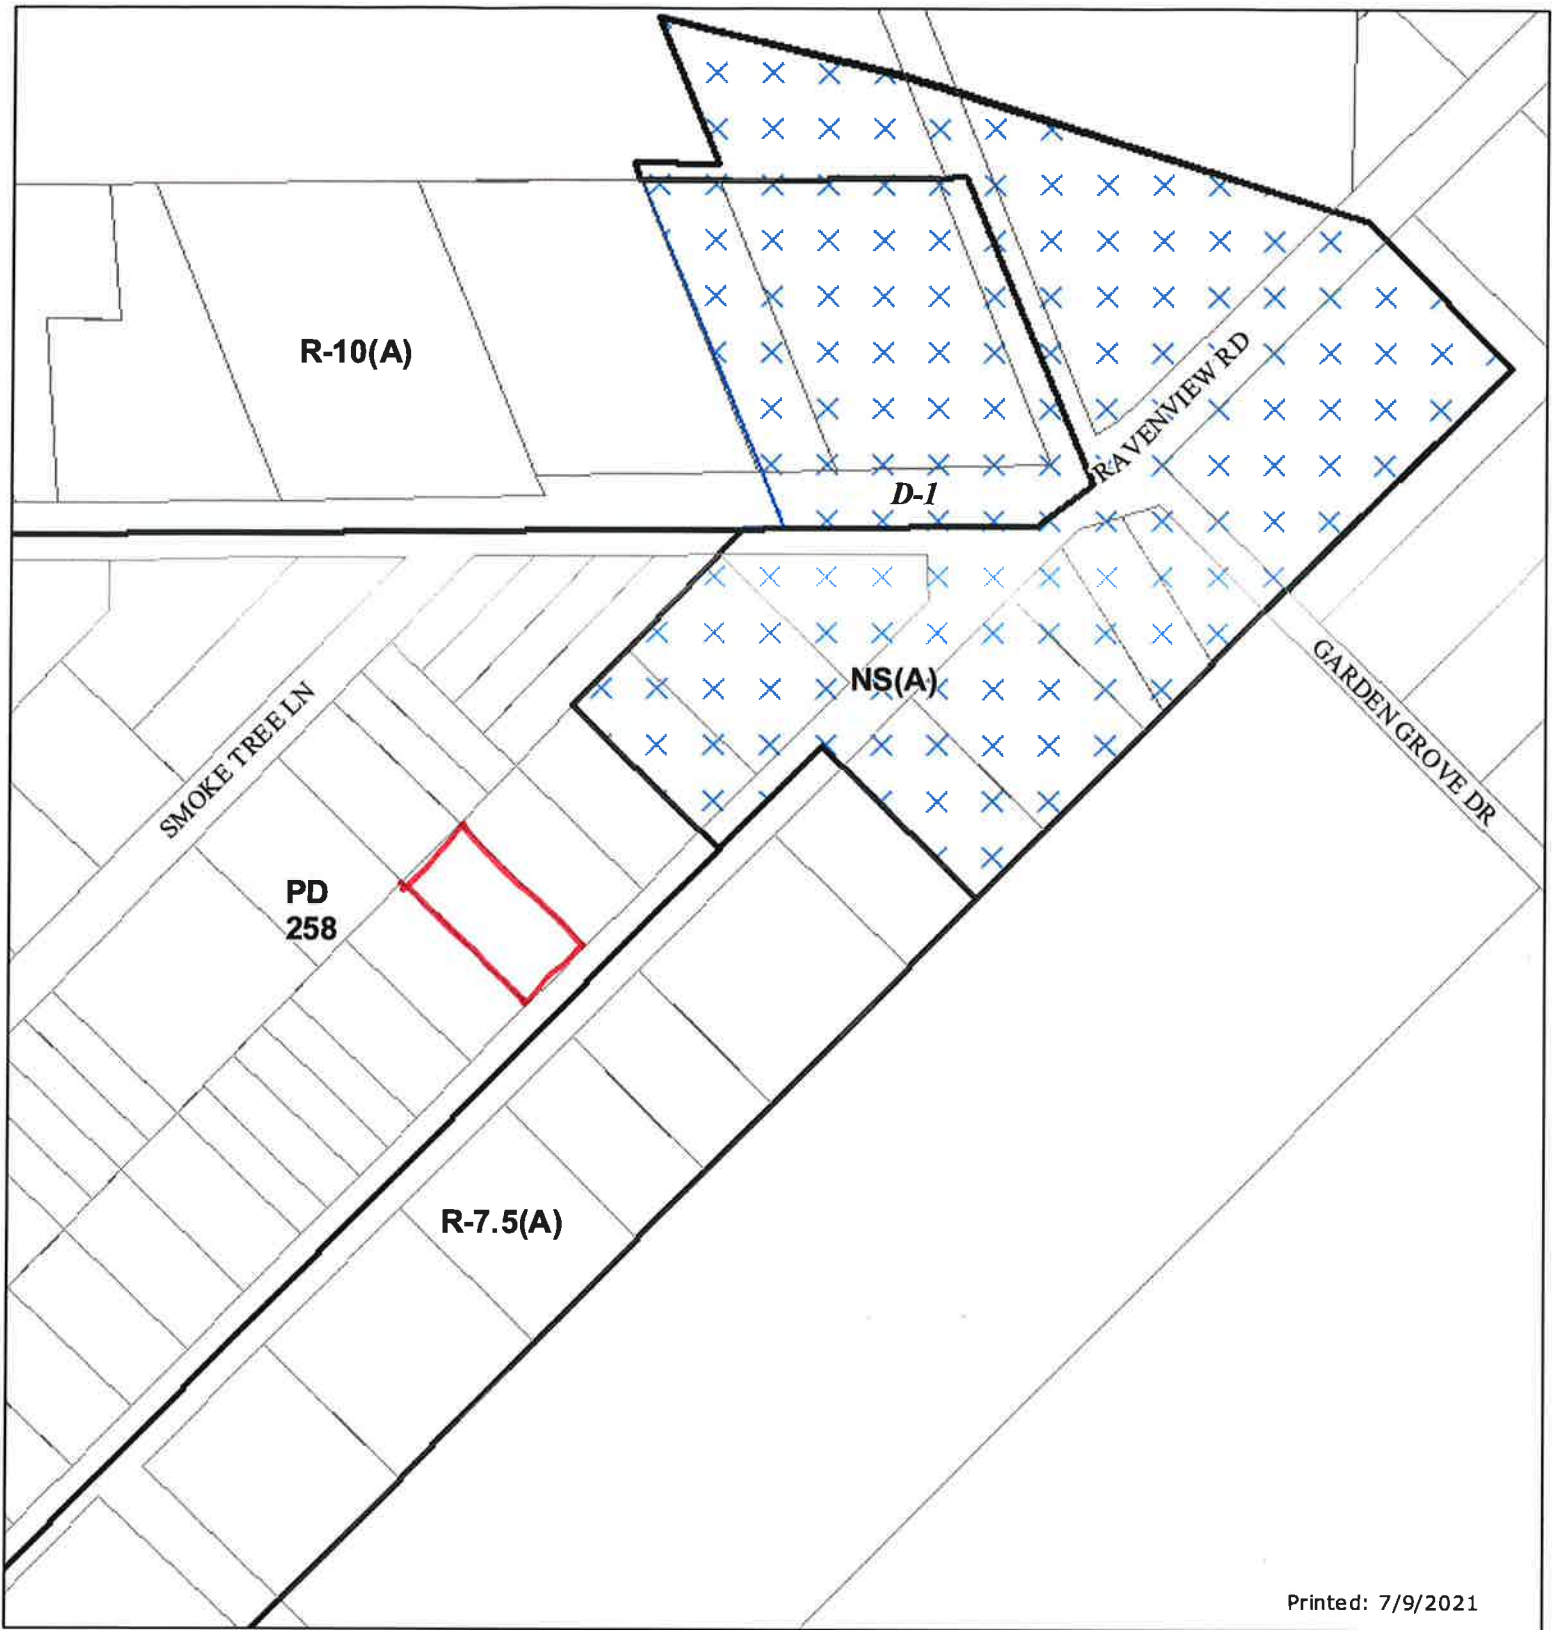 R-10(A)
RAVENVIEW RD
D-1
NS(A)
GARDEN GROVE DR
SMOKE TREE LN
PD
258
R-7.5(A)
Printed: 7/9/2021